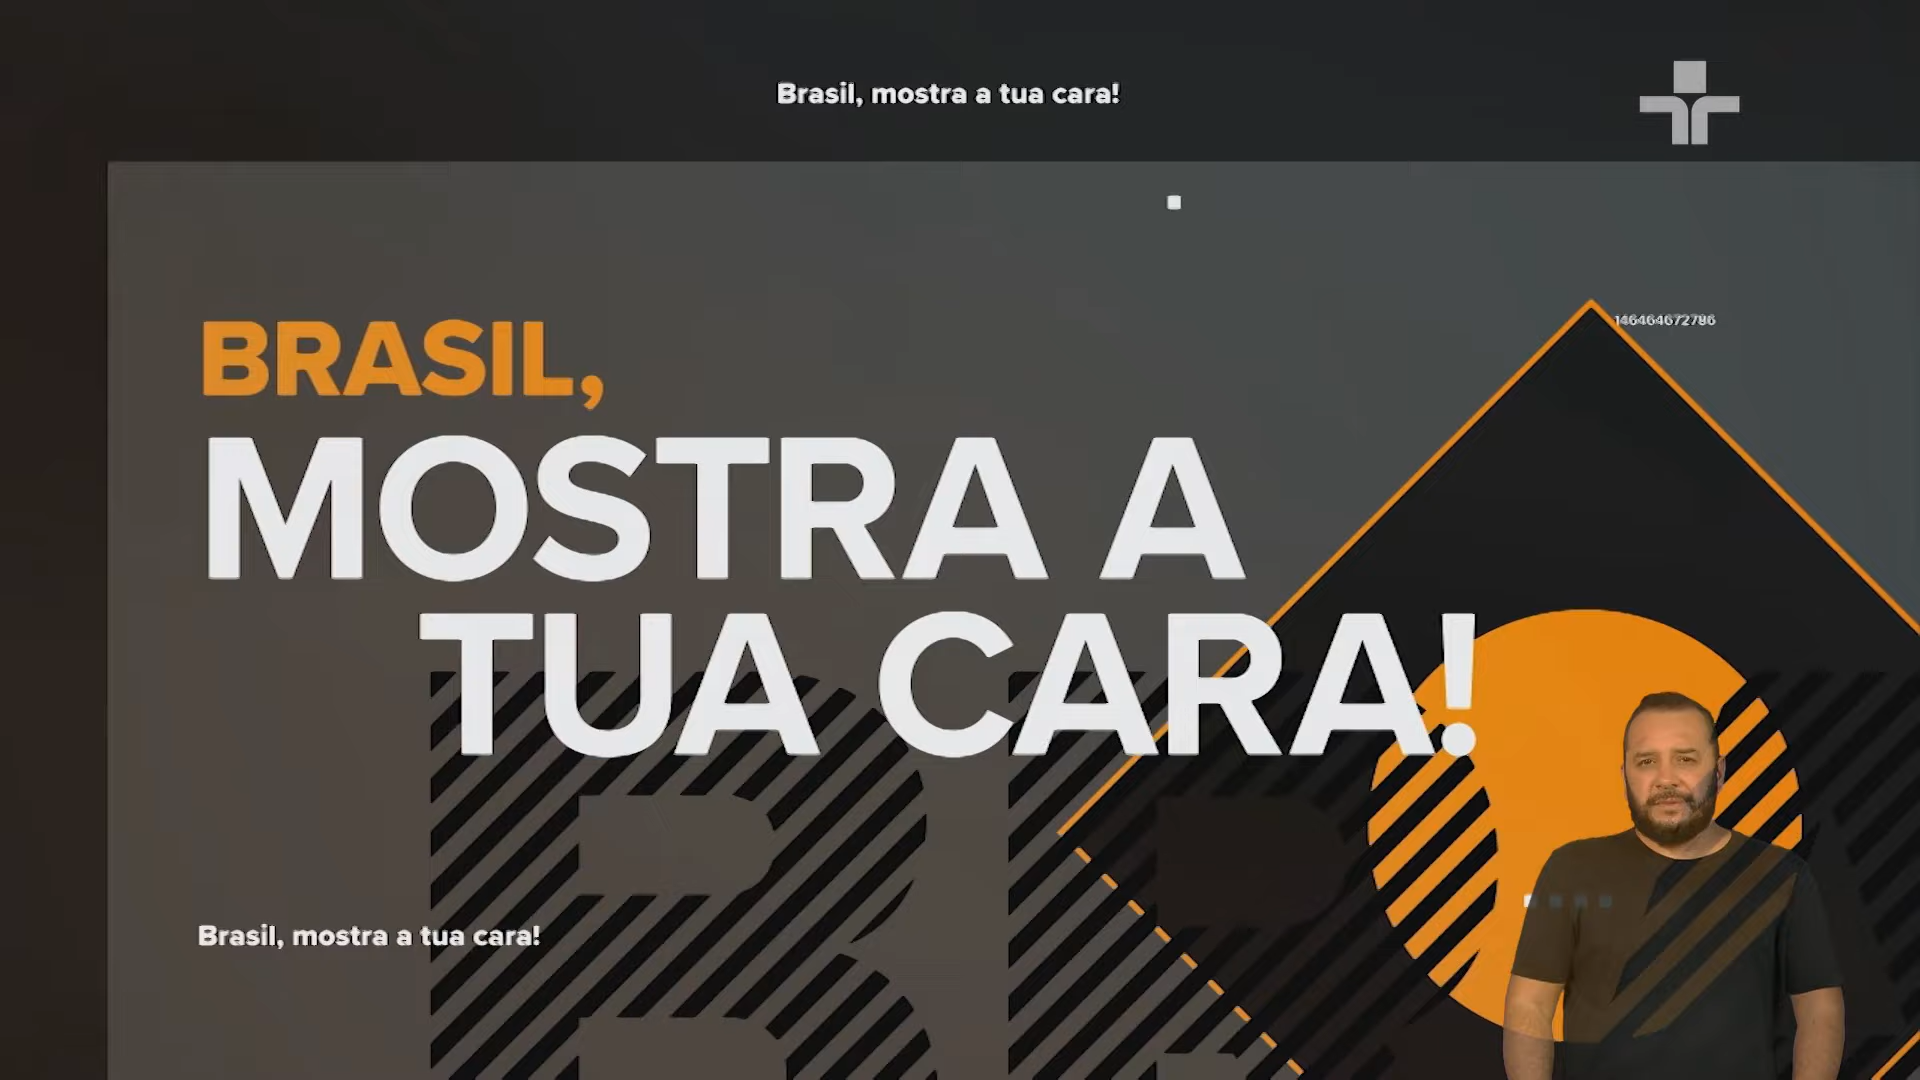 Brasil, mostra a tua cara!
146464672786
BRASIL,
MOSTRA A
TUA CARA!
Brasil, mostra a tua cara!